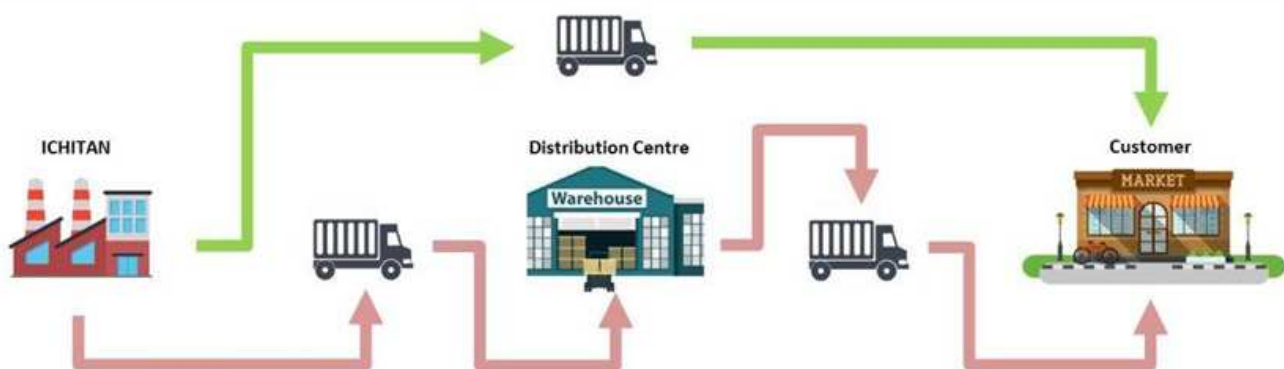 ICHITAN
Distribution Centre
Customer
Warehouse
MARKET